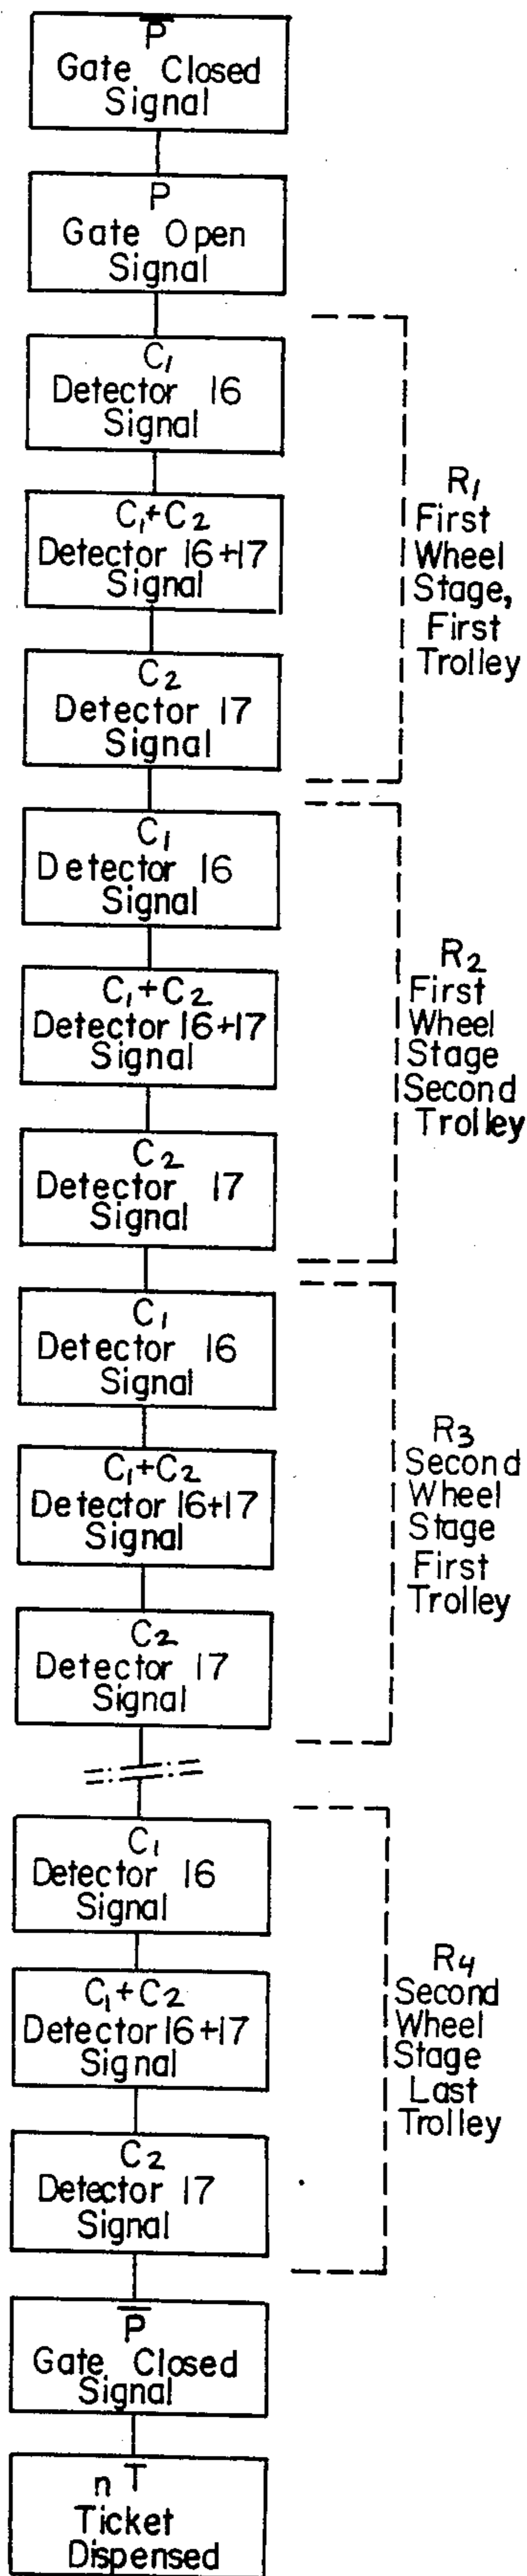 P̅
Gate Closed
Signal
P
Gate Open
Signal
C₁
Detector 16
Signal
C₁+C₂
Detector 16+17
Signal
C₂
Detector 17
Signal
R₁
First
Wheel
Stage,
First
Trolley
C₁
Detector 16
Signal
C₁+C₂
Detector 16+17
Signal
C₂
Detector 17
Signal
R₂
First
Wheel
Stage
Second
Trolley
C₁
Detector 16
Signal
C₁+C₂
Detector 16+17
Signal
C₂
Detector 17
Signal
R₃
Second
Wheel
Stage
First
Trolley
C₁
Detector 16
Signal
C₁+C₂
Detector 16+17
Signal
C₂
Detector 17
Signal
R₄
Second
Wheel
Stage
Last
Trolley
P̅
Gate Closed
Signal
n T
Ticket
Dispensed